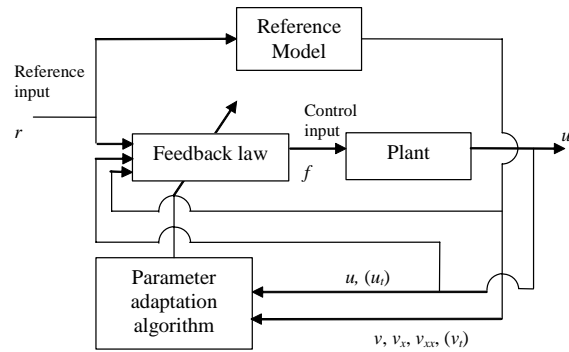 Reference
Model
Reference
input
r
Control
input
Feedback law
f
Plant
u
Parameter
adaptation
algorithm
u, (uₜ)
v, vₓ, vₓₓ, (vₜ)